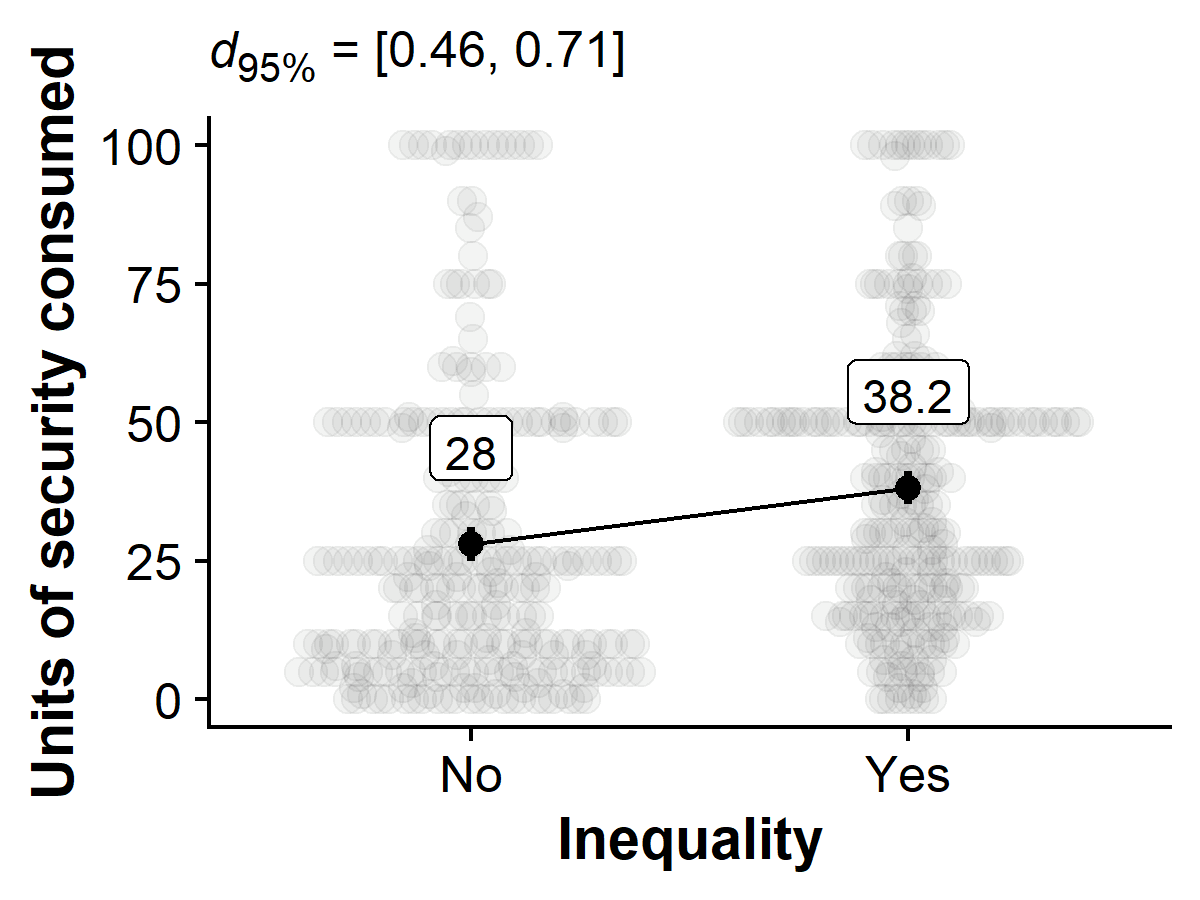 d95% = [0.46, 0.71]
Units of security consumed
100
75
50
25
0
38.2
28
No Yes
Inequality